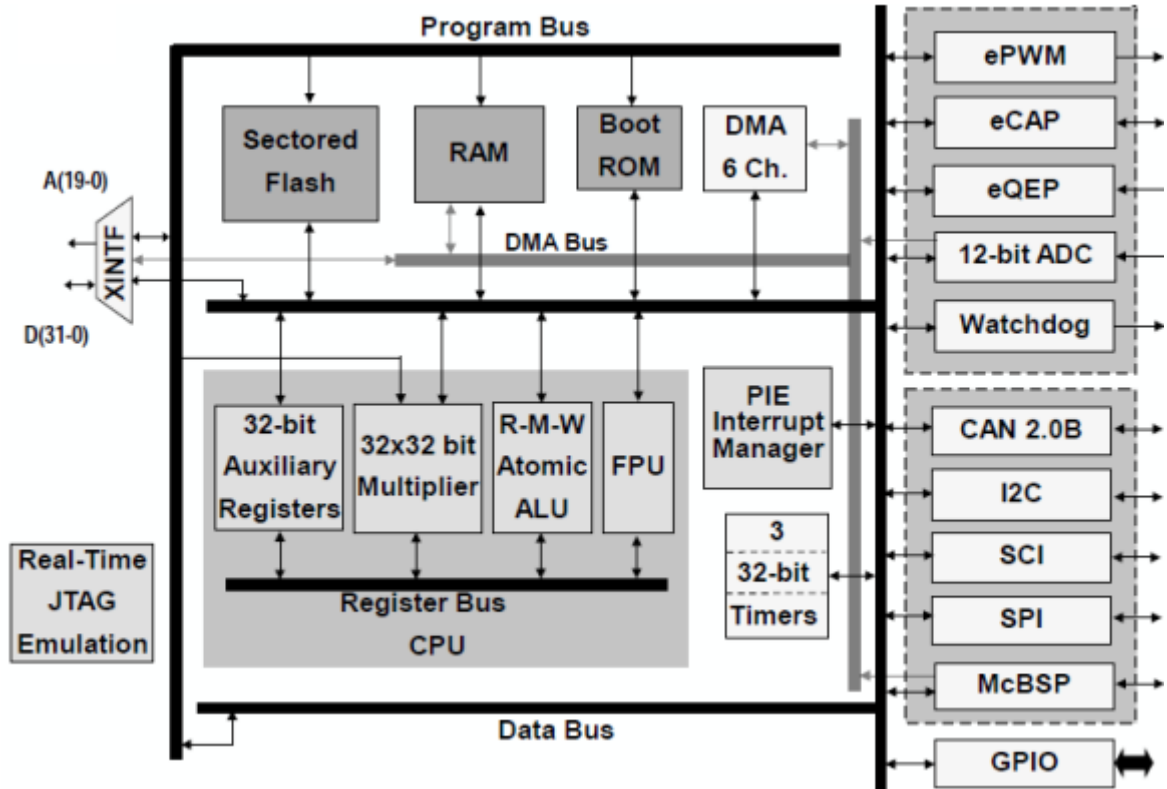 Program Bus
Sectored
Flash
RAM
Boot
ROM
DMA
6 Ch.
A(19-0)
XINTF
D(31-0)
DMA Bus
ePWM
eCAP
eQEP
12-bit ADC
Watchdog
32-bit
Auxiliary
Registers
32x32 bit
Multiplier
R-M-W
Atomic
ALU
FPU
PIE
Interrupt
Manager
CAN 2.0B
I2C
SCI
SPI
McBSP
GPIO
3
32-bit
Timers
Register Bus
CPU
Real-Time
JTAG
Emulation
Data Bus